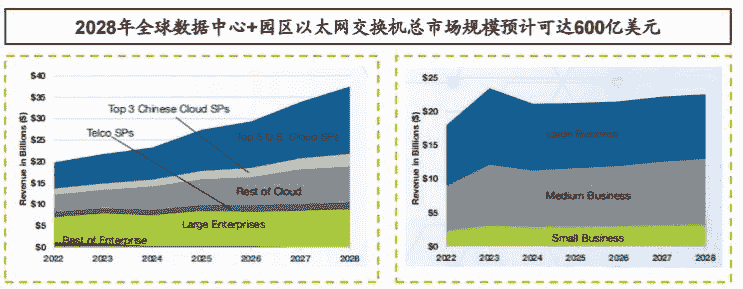 2028年全球数据中心+园区以太网交换机总市场规模预计可达600亿美元
Revenue in Billions ($)
$40
$35
$30
$25
$20
$15
$10
$5
$0
Top 3 Chinese Cloud SPs
Telco SPs
Top 5 U.S. Cloud SPs
Rest of Cloud
Large Enterprises
Rest of Enterprise
2022 2023 2024 2025 2026 2027 2028
Revenue in Billions ($)
$25
$20
$15
$10
$5
$0
Large Business
Medium Business
Small Business
2022 2023 2024 2025 2026 2027 2028